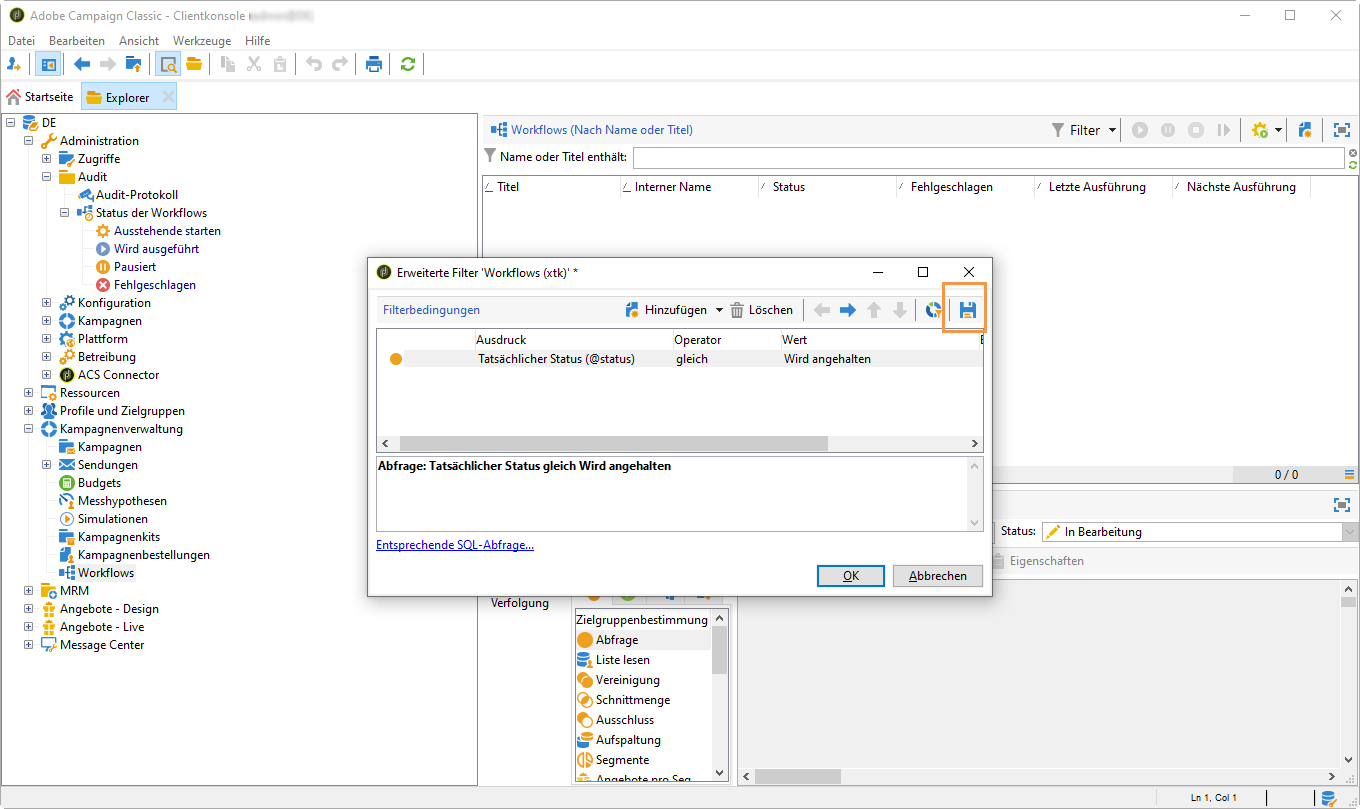 Adobe Campaign Classic - Clientkonsole
Datei Bearbeiten Ansicht Werkzeuge Hilfe
Startseite Explorer
DE
Administration
Zugriffe
Audit
Audit-Protokoll
Status der Workflows
Ausstehende starten
Wird ausgeführt
Pausiert
Fehlgeschlagen
Konfiguration
Kampagnen
Plattform
Betreibung
ACS Connector
Ressourcen
Profile und Zielgruppen
Kampagnenverwaltung
Kampagnen
Sendungen
Budgets
Messhypothesen
Simulationen
Kampagnenkits
Kampagnenbestellungen
Workflows
MRM
Angebote - Design
Angebote - Live
Message Center
Workflows (Nach Name oder Titel) Filter
Name oder Titel enthält:
Titel Interner Name Status Fehlgeschlagen Letzte Ausführung Nächste Ausführung
Erweiterte Filter 'Workflows (xtk)' *
Filterbedingungen Hinzufügen Löschen
Ausdruck Operator Wert
Tatsächlicher Status (@status) gleich Wird angehalten
Abfrage: Tatsächlicher Status gleich Wird angehalten
Entsprechende SQL-Abfrage...
OK Abbrechen
0 / 0
Status: In Bearbeitung
Eigenschaften
Verfolgung
Zielgruppenbestimmung
Abfrage
Liste lesen
Vereinigung
Schnittmenge
Ausschluss
Aufspaltung
Segmente
Angebote pro Seg
Ln 1, Col 1